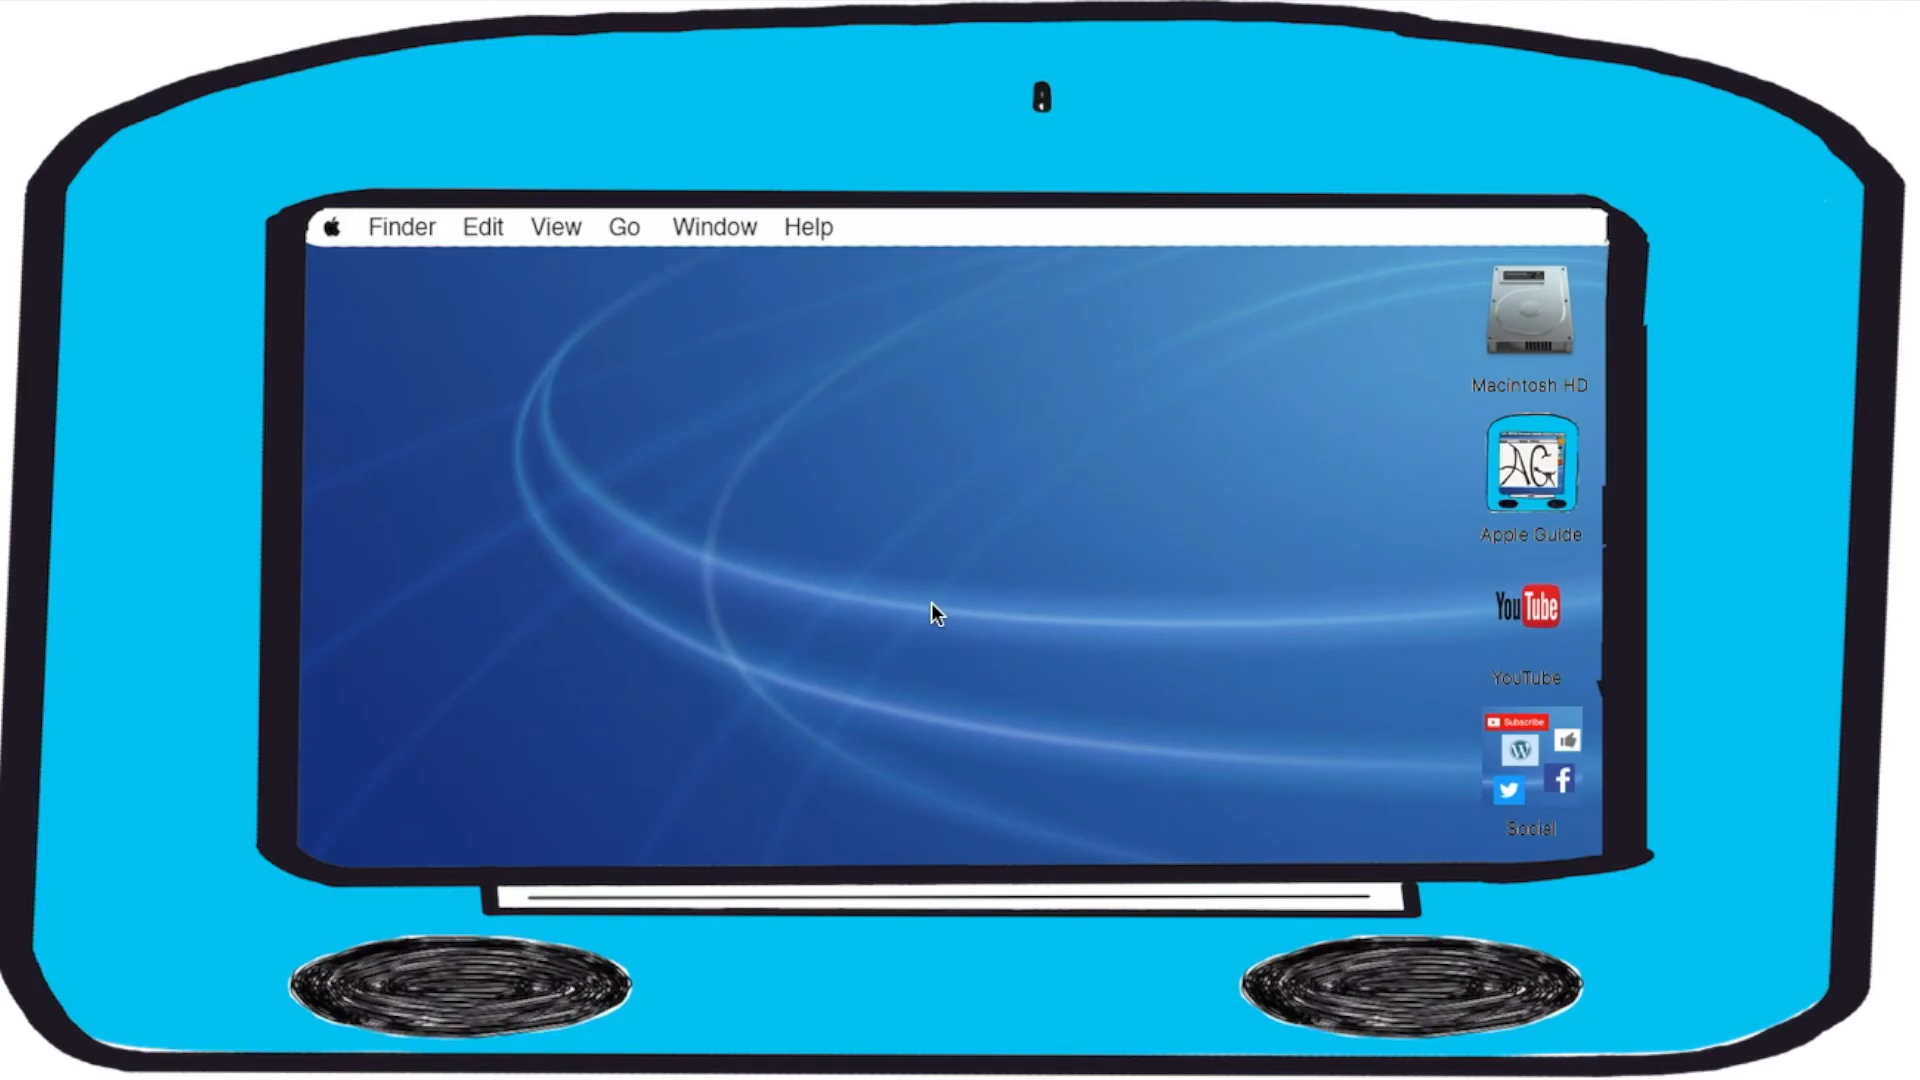 Finder Edit View Go Window Help
Macintosh HD
AG
Apple Guide
YouTube
YouTube
Subscribe
Social